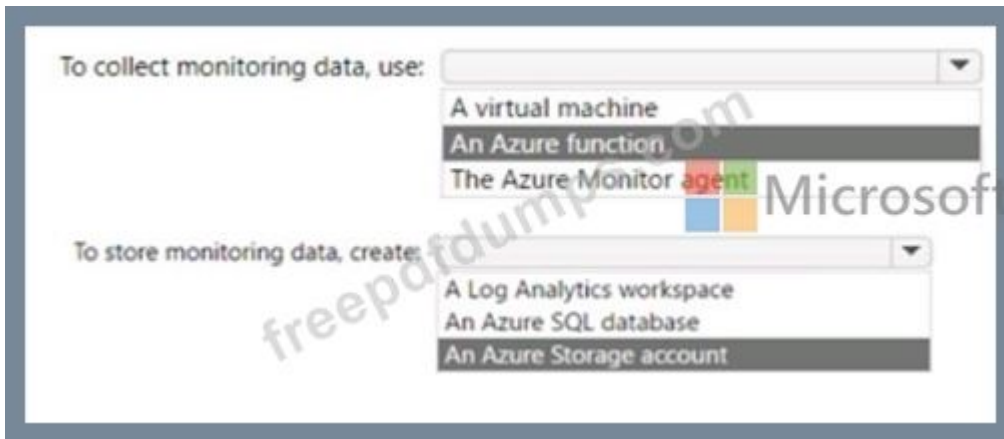 To collect monitoring data, use:
A virtual machine
An Azure function
The Azure Monitor agent
Microsoft
To store monitoring data, create:
A Log Analytics workspace
An Azure SQL database
An Azure Storage account
freepdfdumps.com